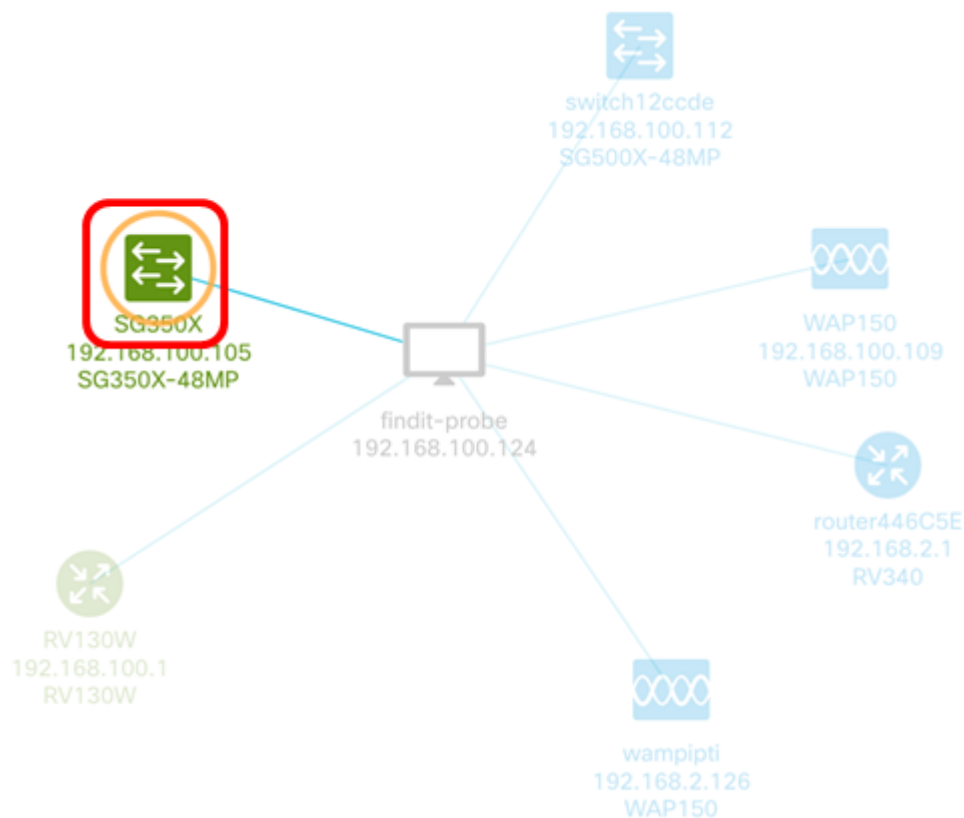 switch12ccde
192.168.100.112
SG500X-48MP
SG350X
192.168.100.105
SG350X-48MP
WAP150
192.168.100.109
WAP150
findit-probe
192.168.100.124
router446C5E
192.168.2.1
RV340
RV130W
192.168.100.1
RV130W
wampipti
192.168.2.126
WAP150